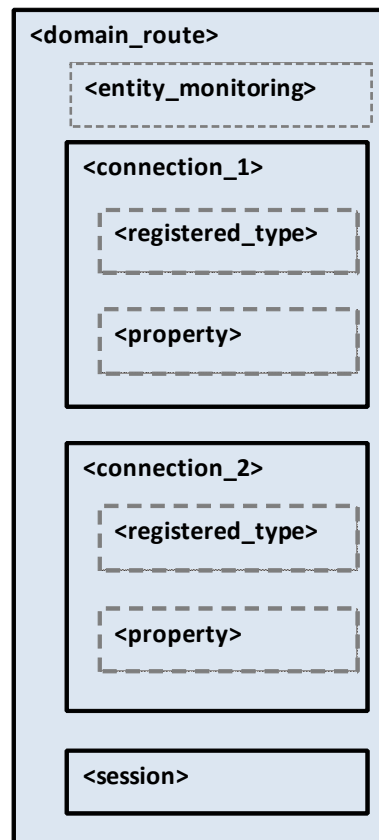 <domain_route>
<entity_monitoring>
<connection_1>
<registered_type>
<property>
<connection_2>
<registered_type>
<property>
<session>